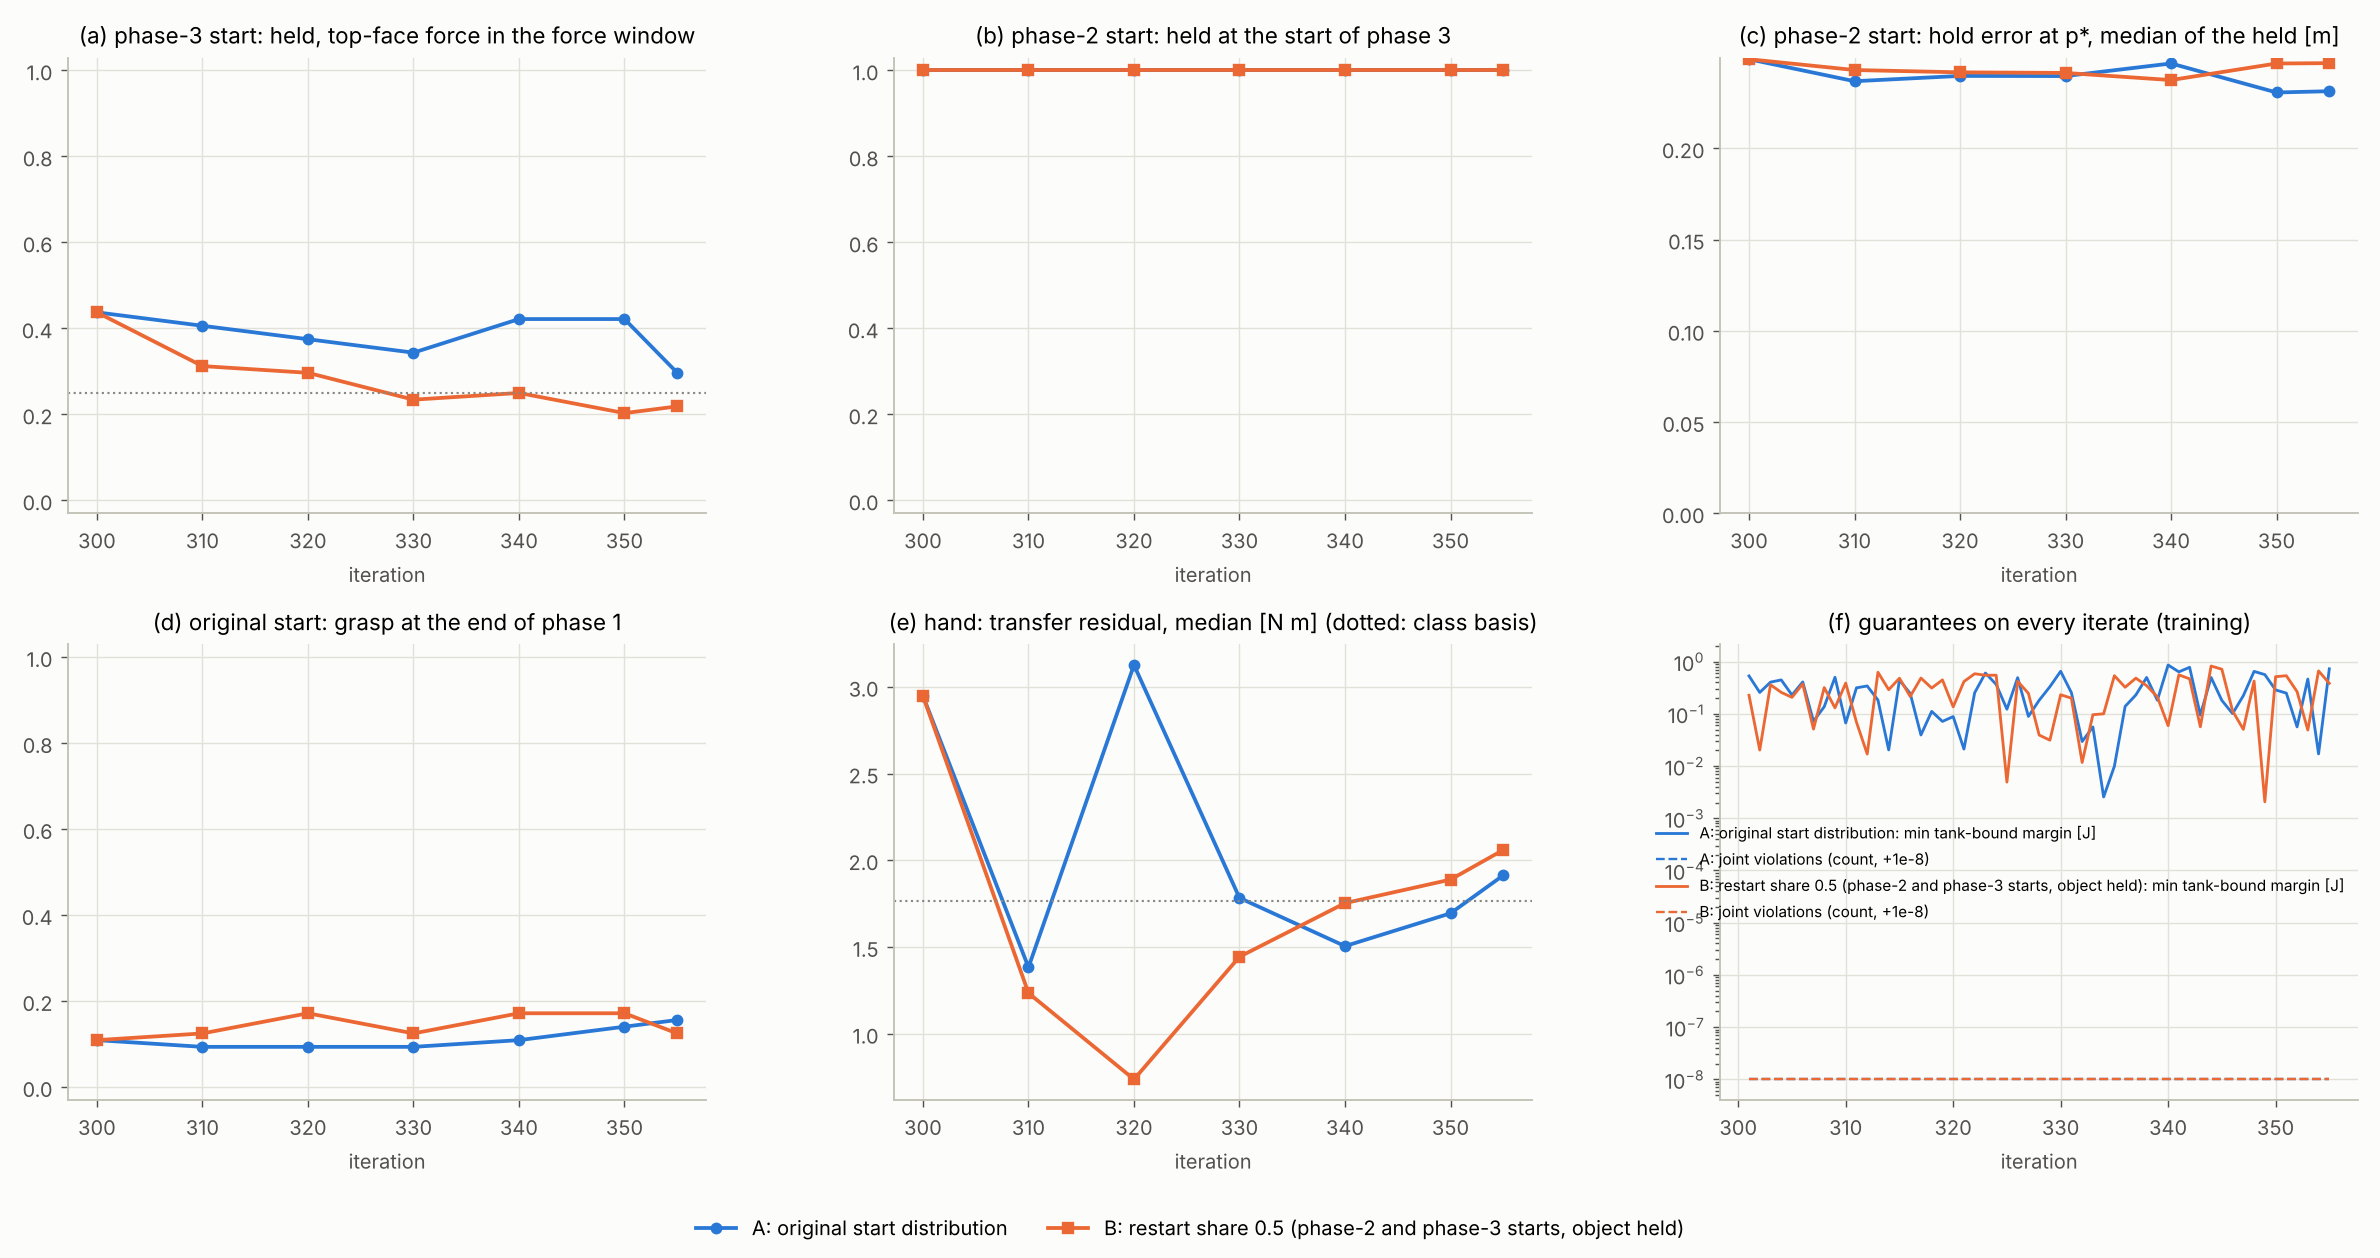 (a) phase-3 start: held, top-face force in the force window
1.0
0.8
0.6
0.4
0.2
0.0
300 310 320 330 340 350
iteration
(b) phase-2 start: held at the start of phase 3
1.0
0.8
0.6
0.4
0.2
0.0
300 310 320 330 340 350
iteration
(c) phase-2 start: hold error at p*, median of the held [m]
0.20
0.15
0.10
0.05
0.00
300 310 320 330 340 350
iteration
(d) original start: grasp at the end of phase 1
1.0
0.8
0.6
0.4
0.2
0.0
300 310 320 330 340 350
iteration
(e) hand: transfer residual, median [N m] (dotted: class basis)
3.0
2.5
2.0
1.5
1.0
300 310 320 330 340 350
iteration
(f) guarantees on every iterate (training)
10⁰
10⁻¹
10⁻²
10⁻³
A: original start distribution: min tank-bound margin [J]
A: joint violations (count, +1e-8)
10⁻⁴
B: restart share 0.5 (phase-2 and phase-3 starts, object held): min tank-bound margin [J]
B: joint violations (count, +1e-8)
10⁻⁵
10⁻⁶
10⁻⁷
10⁻⁸
300 310 320 330 340 350
iteration
A: original start distribution
B: restart share 0.5 (phase-2 and phase-3 starts, object held)